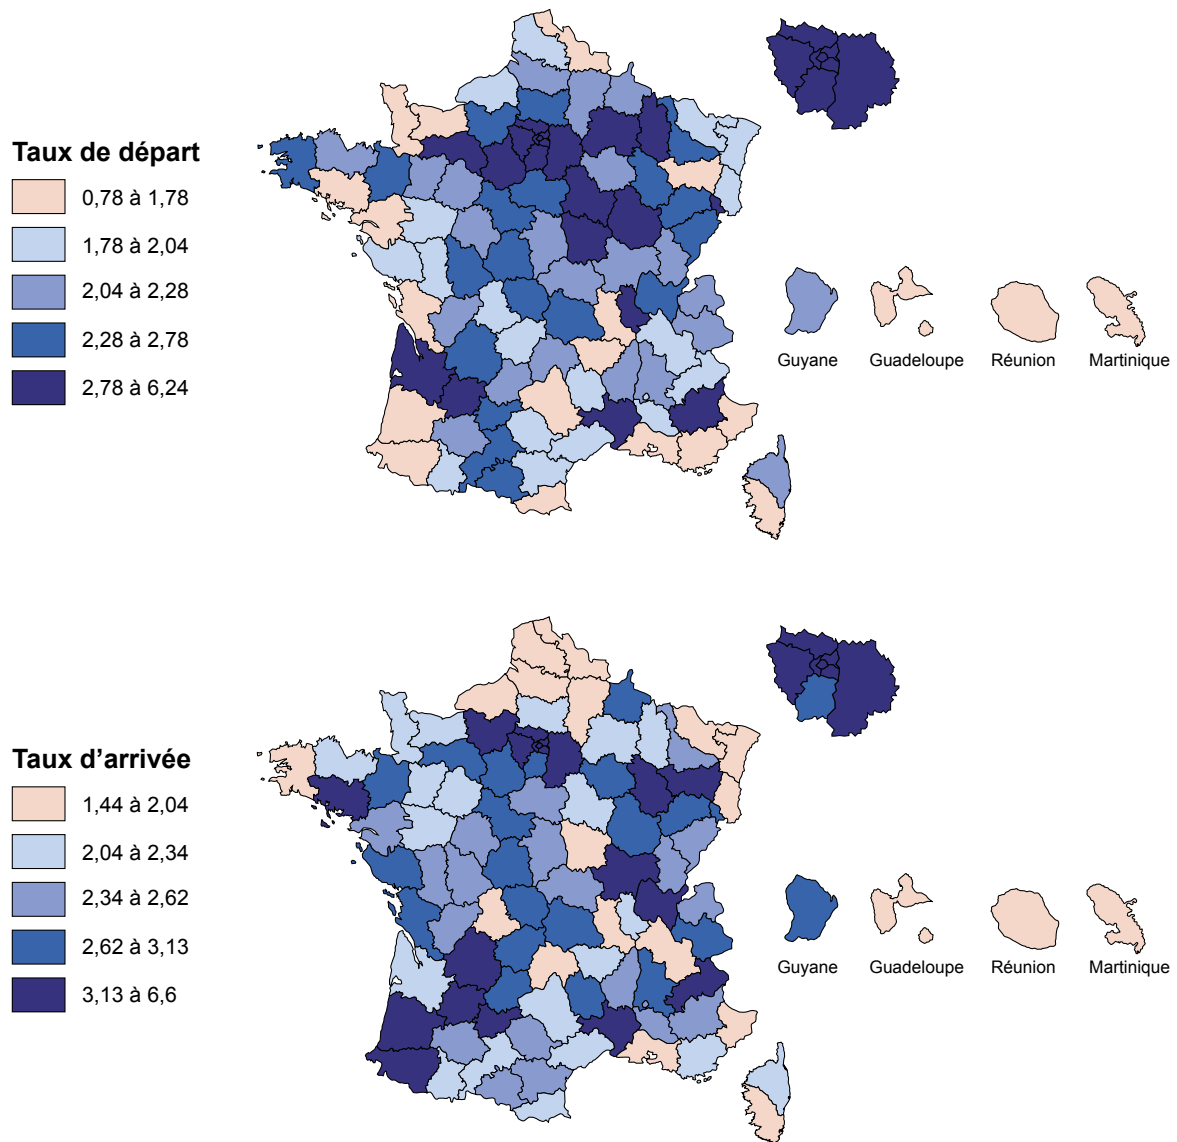 Taux de départ
0,78 à 1,78
1,78 à 2,04
2,04 à 2,28
2,28 à 2,78
2,78 à 6,24
Guyane
Guadeloupe
Réunion
Martinique
Taux d’arrivée
1,44 à 2,04
2,04 à 2,34
2,34 à 2,62
2,62 à 3,13
3,13 à 6,6
Guyane
Guadeloupe
Réunion
Martinique